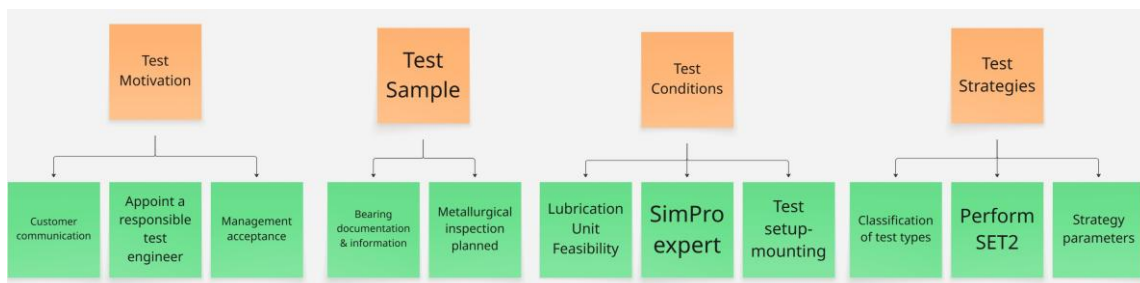 Test
Motivation
Test
Sample
Test
Conditions
Test
Strategies
Customer
communication
Appoint a
responsible
test
engineer
Management
acceptance
Bearing
documentation
& information
Metallurgical
inspection
planned
Lubrication
Unit
Feasibility
SimPro
expert
Test
setup-
mounting
Classification
of test types
Perform
SET2
Strategy
parameters